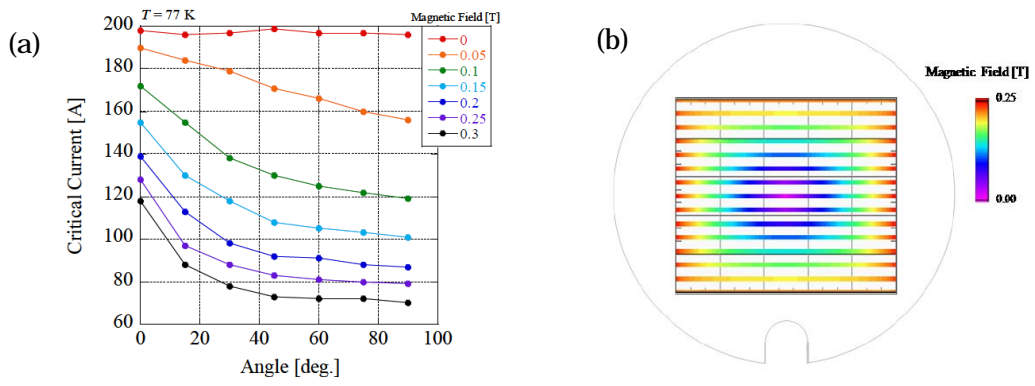 (a)
T = 77 K
Magnetic Field [T]
0
0.05
0.1
0.15
0.2
0.25
0.3
200
180
160
140
120
100
80
60
Critical Current [A]
0 20 40 60 80 100
Angle [deg.]
(b)
Magnetic Field [T]
0.25
0.00